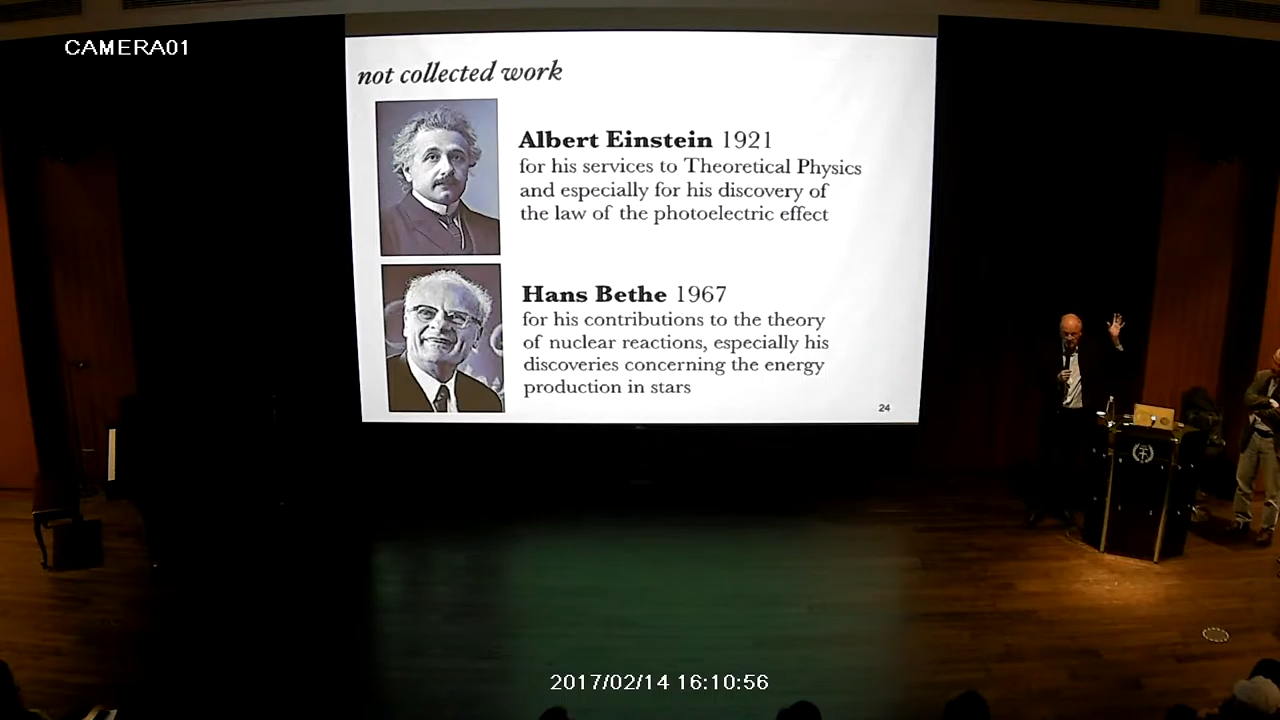 CAMERA01
not collected work
Albert Einstein 1921
for his services to Theoretical Physics
and especially for his discovery of
the law of the photoelectric effect
Hans Bethe 1967
for his contributions to the theory
of nuclear reactions, especially his
discoveries concerning the energy
production in stars
24
2017/02/14 16:10:56